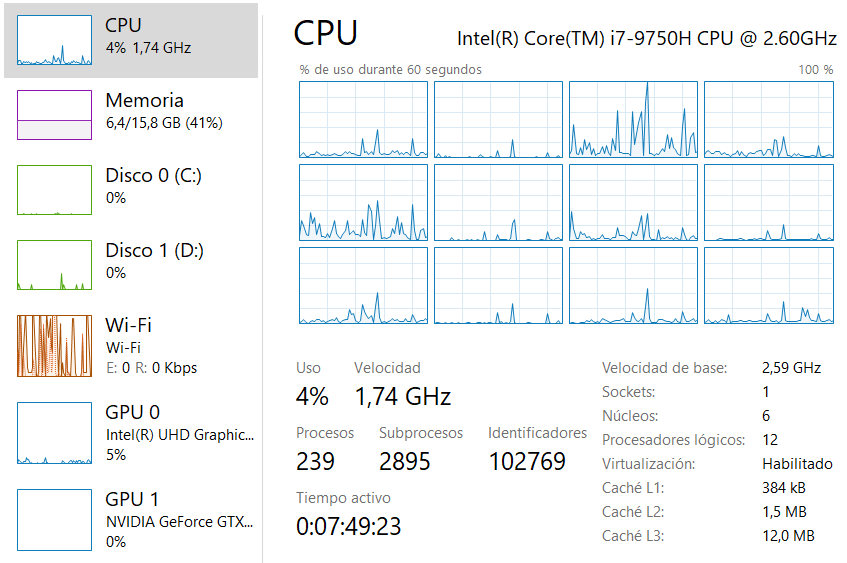 CPU
4% 1,74 GHz
Memoria
6,4/15,8 GB (41%)
Disco 0 (C:)
0%
Disco 1 (D:)
0%
Wi-Fi
Wi-Fi
E: 0 R: 0 Kbps
GPU 0
Intel(R) UHD Graphic...
5%
GPU 1
NVIDIA GeForce GTX...
0%
CPU
Intel(R) Core(TM) i7-9750H CPU @ 2.60GHz
% de uso durante 60 segundos
100 %
Uso
Velocidad
4%
1,74 GHz
Procesos
Subprocesos
Identificadores
239
2895
102769
Tiempo activo
0:07:49:23
Velocidad de base: 2,59 GHz
Sockets: 1
Núcleos: 6
Procesadores lógicos: 12
Virtualización: Habilitado
Caché L1: 384 kB
Caché L2: 1,5 MB
Caché L3: 12,0 MB